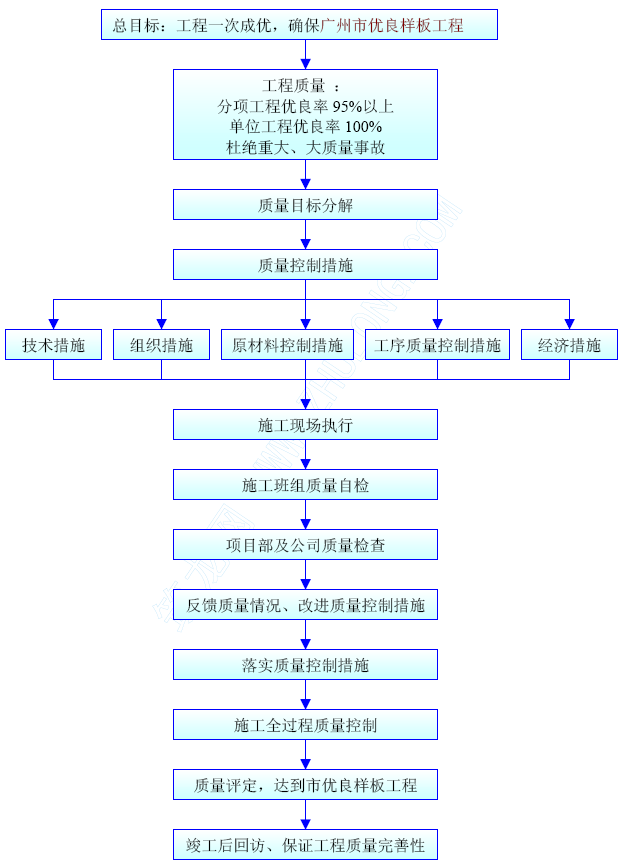 总目标：工程一次成优，确保广州市优良样板工程
工程质量 ：
分项工程优良率 95%以上
单位工程优良率 100%
杜绝重大、大质量事故
质量目标分解
质量控制措施
技术措施
组织措施
原材料控制措施
工序质量控制措施
经济措施
施工现场执行
施工班组质量自检
项目部及公司质量检查
反馈质量情况、改进质量控制措施
落实质量控制措施
施工全过程质量控制
质量评定，达到市优良样板工程
竣工后回访、保证工程质量完善性